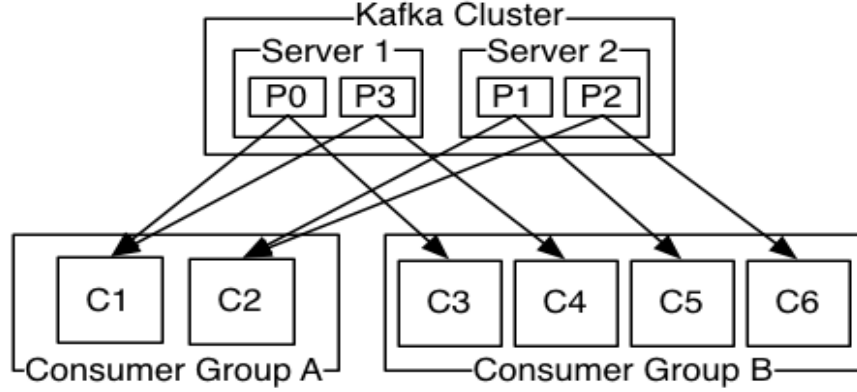 Kafka Cluster
Server 1 Server 2
P0 P3 P1 P2
C1 C2 C3 C4 C5 C6
Consumer Group A Consumer Group B